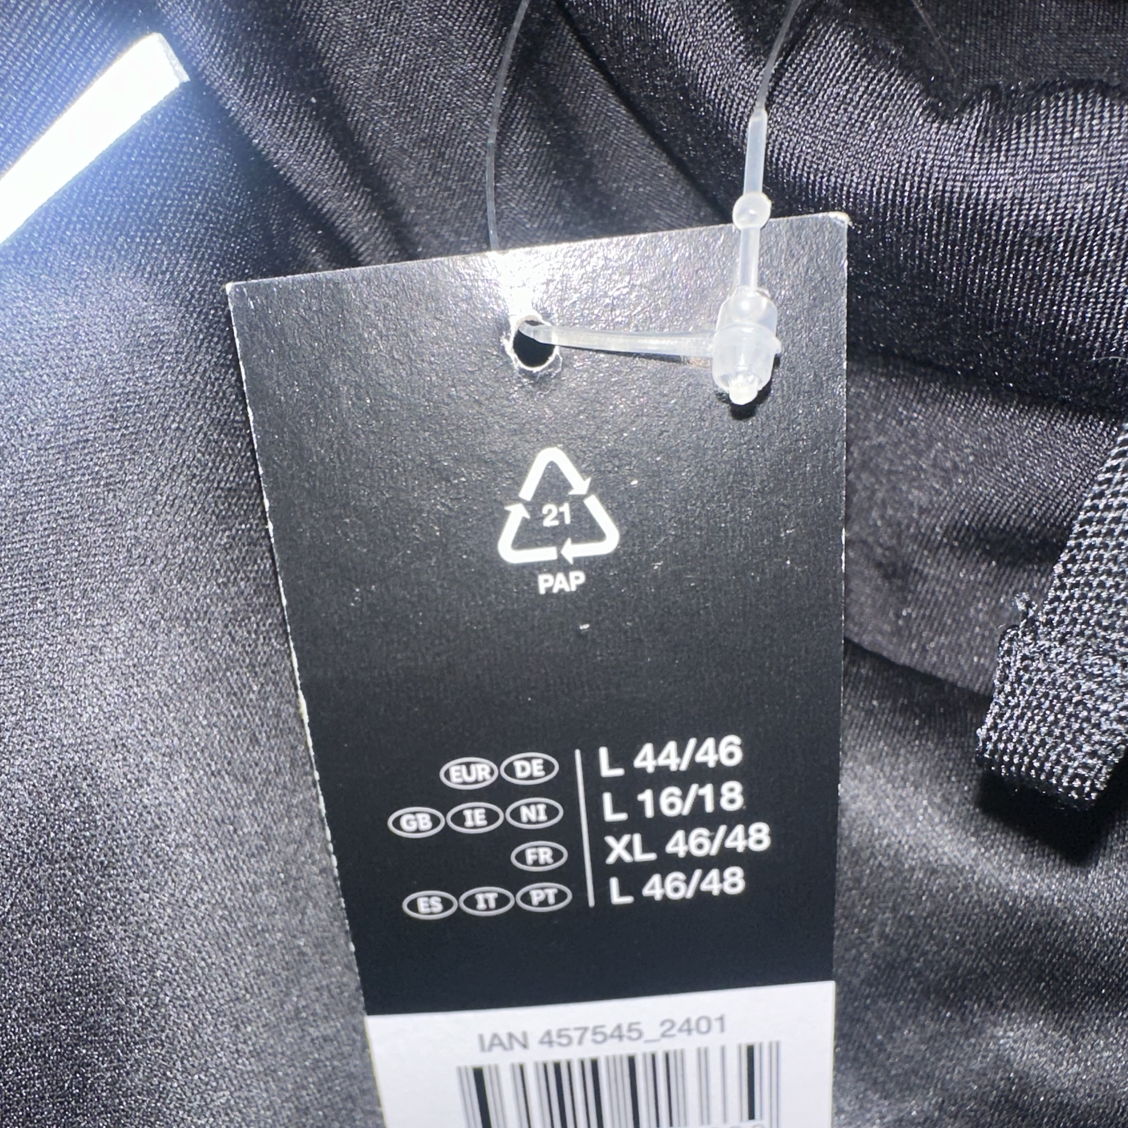 21
PAP
EUR DE L 44/46
GB IE NI L 16/18
FR XL 46/48
ES IT PT L 46/48
IAN 457545_2401